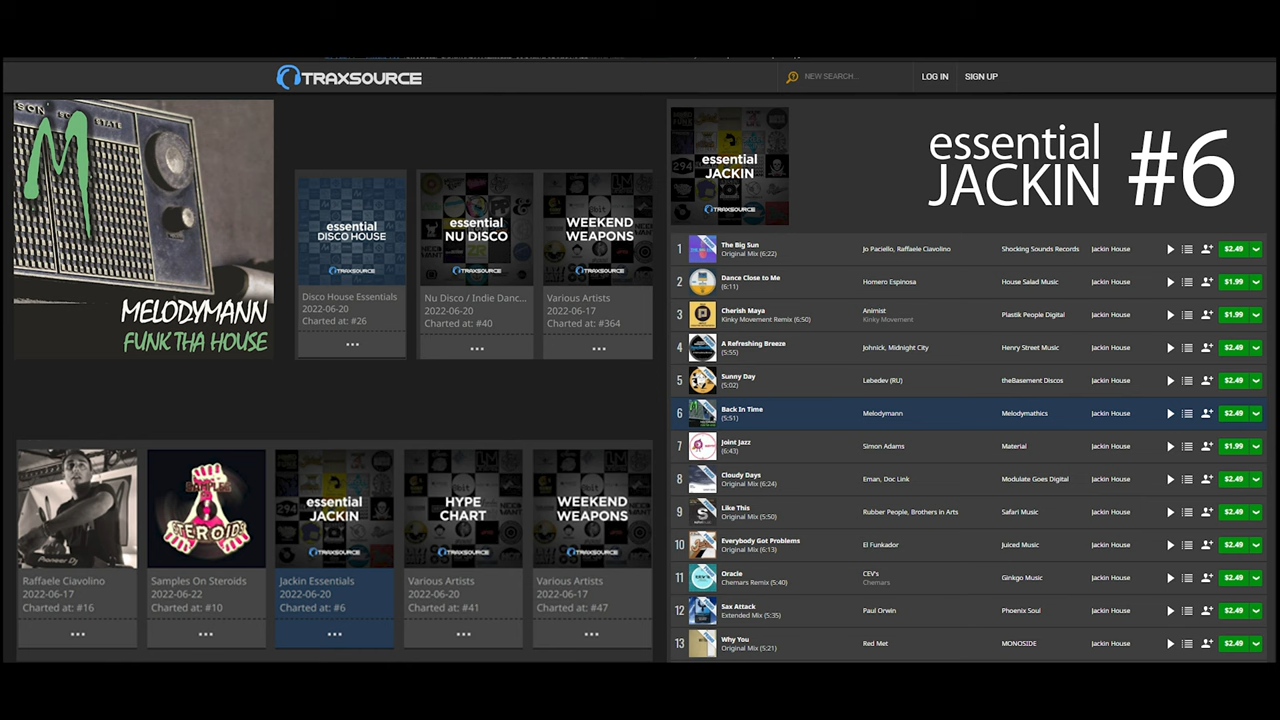 TRAXSOURCE
NEW SEARCH...
LOG IN
SIGN UP
SOLID STATE
M
MELODYMANN
FUNK THA HOUSE
essential
DISCO HOUSE
TRAXSOURCE
Disco House Essentials
2022-06-20
Charted at: #26
...
essential
NU DISCO
TRAXSOURCE
Nu Disco / Indie Danc...
2022-06-20
Charted at: #40
...
WEEKEND
WEAPONS
TRAXSOURCE
Various Artists
2022-06-17
Charted at: #364
...
Pioneer Dj
Raffaele Ciavolino
2022-06-17
Charted at: #16
...
SAMPLES
STEROIDS
Samples On Steroids
2022-06-22
Charted at: #10
...
essential
JACKIN
TRAXSOURCE
Jackin Essentials
2022-06-20
Charted at: #6
...
HYPE
CHART
TRAXSOURCE
Various Artists
2022-06-20
Charted at: #41
...
WEEKEND
WEAPONS
TRAXSOURCE
Various Artists
2022-06-17
Charted at: #47
...
294
essential
JACKIN
TRAXSOURCE
essential
JACKIN #6
1 The Big Sun Jo Paciello, Raffaele Ciavolino Shocking Sounds Records Jackin House $2.49
Original Mix (6:22)
2 Dance Close to Me Homero Espinosa House Salad Music Jackin House $1.99
(6:11)
3 Cherish Maya Animist Plastik People Digital Jackin House $1.99
Kinky Movement Remix (6:50) Kinky Movement
4 A Refreshing Breeze Johnick, Midnight City Henry Street Music Jackin House $2.49
(5:55)
5 Sunny Day Lebedev (RU) theBasement Discos Jackin House $2.49
(5:02)
6 Back In Time Melodymann Melodymathics Jackin House $2.49
(5:51)
7 Joint Jazz Simon Adams Material Jackin House $1.99
(6:43)
8 Cloudy Days Eman, Doc Link Modulate Goes Digital Jackin House $2.49
Original Mix (6:24)
9 Like This Rubber People, Brothers in Arts Safari Music Jackin House $2.49
Original Mix (5:50)
10 Everybody Got Problems El Funkador Juiced Music Jackin House $2.49
Original Mix (6:13)
11 Oracle CEV's Ginkgo Music Jackin House $2.49
Chemars Remix (5:40) Chemars
12 Sax Attack Paul Orwin Phoenix Soul Jackin House $2.49
Extended Mix (5:35)
13 Why You Red Met MONOSIDE Jackin House $2.49
Original Mix (5:21)